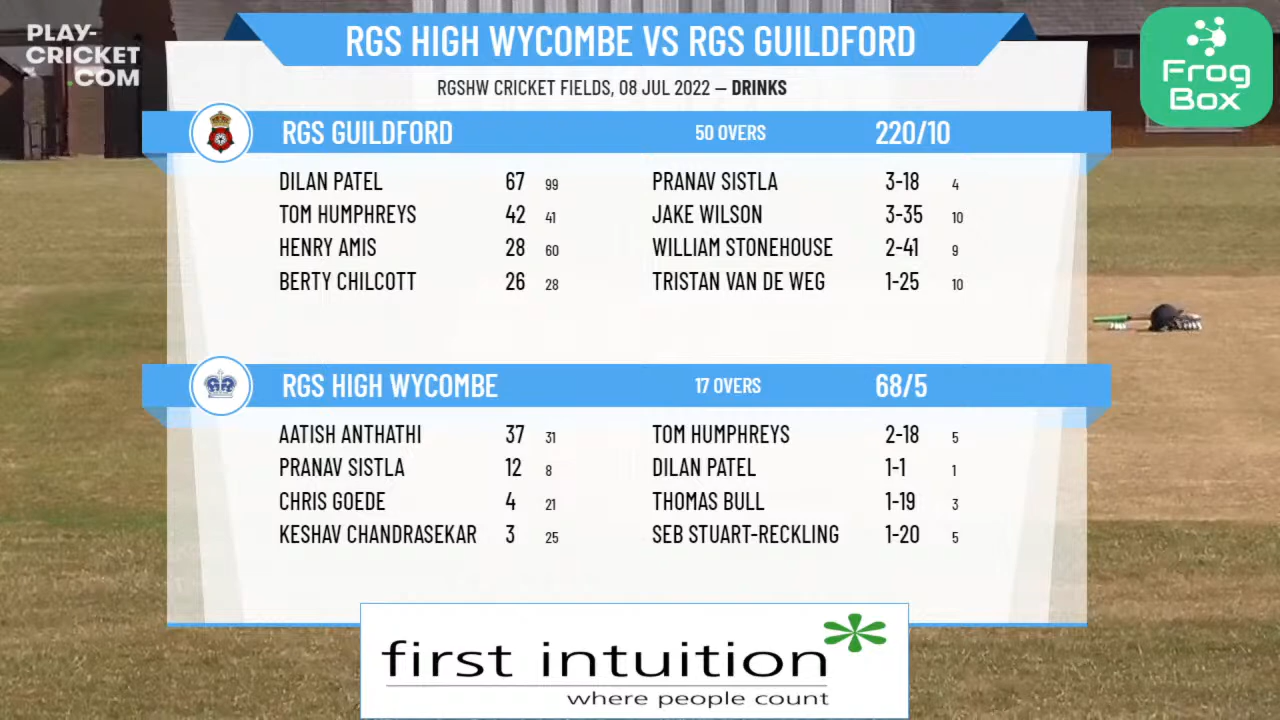 PLAY-
CRICKET
.COM
RGS HIGH WYCOMBE VS RGS GUILDFORD
Frog
Box
RGSHW CRICKET FIELDS, 08 JUL 2022 – DRINKS
RGS GUILDFORD 50 OVERS 220/10
DILAN PATEL 67 99 PRANAV SISTLA 3-18 4
TOM HUMPHREYS 42 41 JAKE WILSON 3-35 10
HENRY AMIS 28 60 WILLIAM STONEHOUSE 2-41 9
BERTY CHILCOTT 26 28 TRISTAN VAN DE WEG 1-25 10
RGS HIGH WYCOMBE 17 OVERS 68/5
AATISH ANTHATHI 37 31 TOM HUMPHREYS 2-18 5
PRANAV SISTLA 12 8 DILAN PATEL 1-1 1
CHRIS GOEDE 4 21 THOMAS BULL 1-19 3
KESHAV CHANDRASEKAR 3 25 SEB STUART-RECKLING 1-20 5
first intuition
where people count